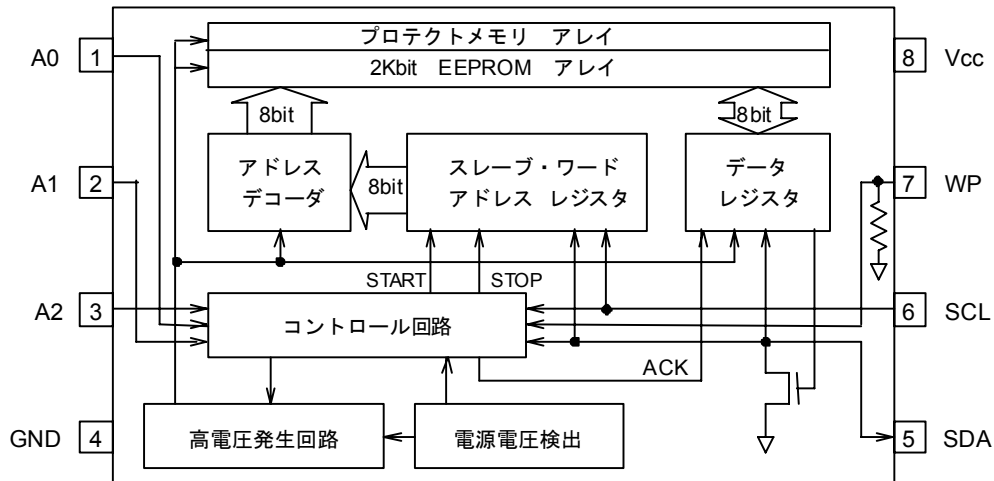 プロテクトメモリ アレイ
A0 1
8 Vcc
2Kbit EEPROM アレイ
8bit
8bit
アドレス
デコーダ
8bit
スレーブ・ワード
アドレス レジスタ
データ
レジスタ
A1 2
7 WP
START
STOP
A2 3
コントロール回路
6 SCL
ACK
GND 4
高電圧発生回路
電源電圧検出
5 SDA